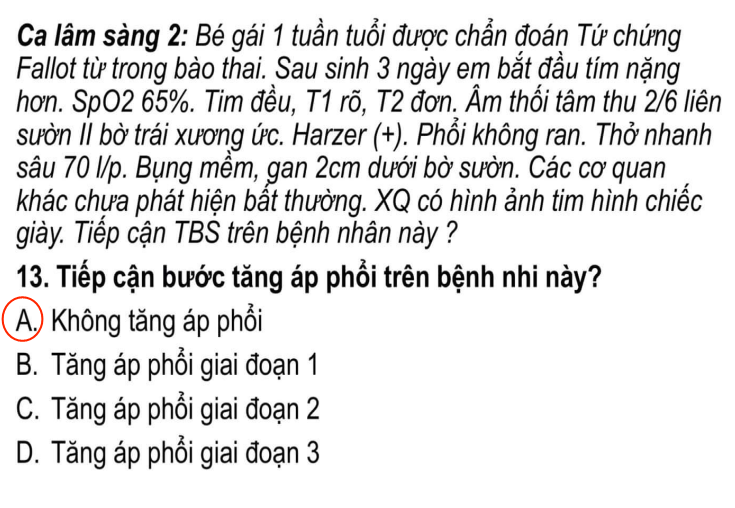 Ca lâm sàng 2: Bé gái 1 tuần tuổi được chẩn đoán Tứ chứng
Fallot từ trong bào thai. Sau sinh 3 ngày em bắt đầu tím nặng
hơn. SpO2 65%. Tim đều, T1 rõ, T2 đơn. Âm thổi tâm thu 2/6 liên
sườn II bờ trái xương ức. Harzer (+). Phổi không ran. Thở nhanh
sâu 70 l/p. Bụng mềm, gan 2cm dưới bờ sườn. Các cơ quan
khác chưa phát hiện bất thường. XQ có hình ảnh tim hình chiếc
giày. Tiếp cận TBS trên bệnh nhân này ?
13. Tiếp cận bước tăng áp phổi trên bệnh nhi này?
A. Không tăng áp phổi
B. Tăng áp phổi giai đoạn 1
C. Tăng áp phổi giai đoạn 2
D. Tăng áp phổi giai đoạn 3